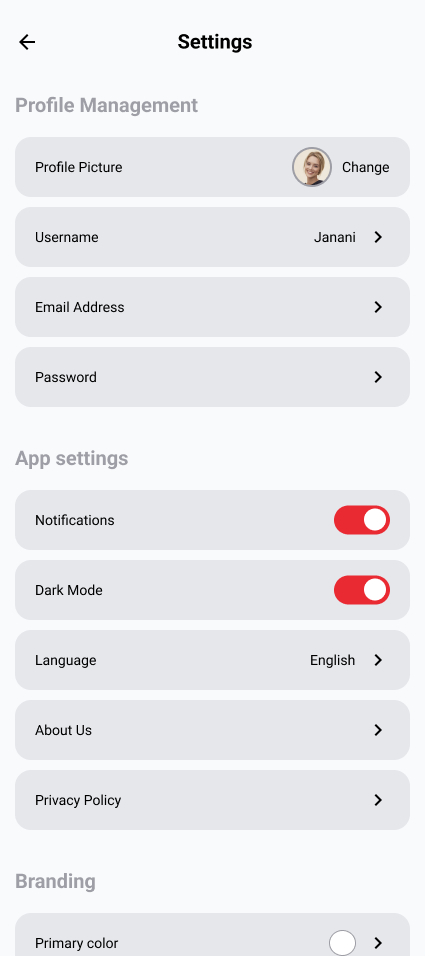 Settings
Profile Management
Profile Picture Change
Username Janani
Email Address
Password
App settings
Notifications
Dark Mode
Language English
About Us
Privacy Policy
Branding
Primary color